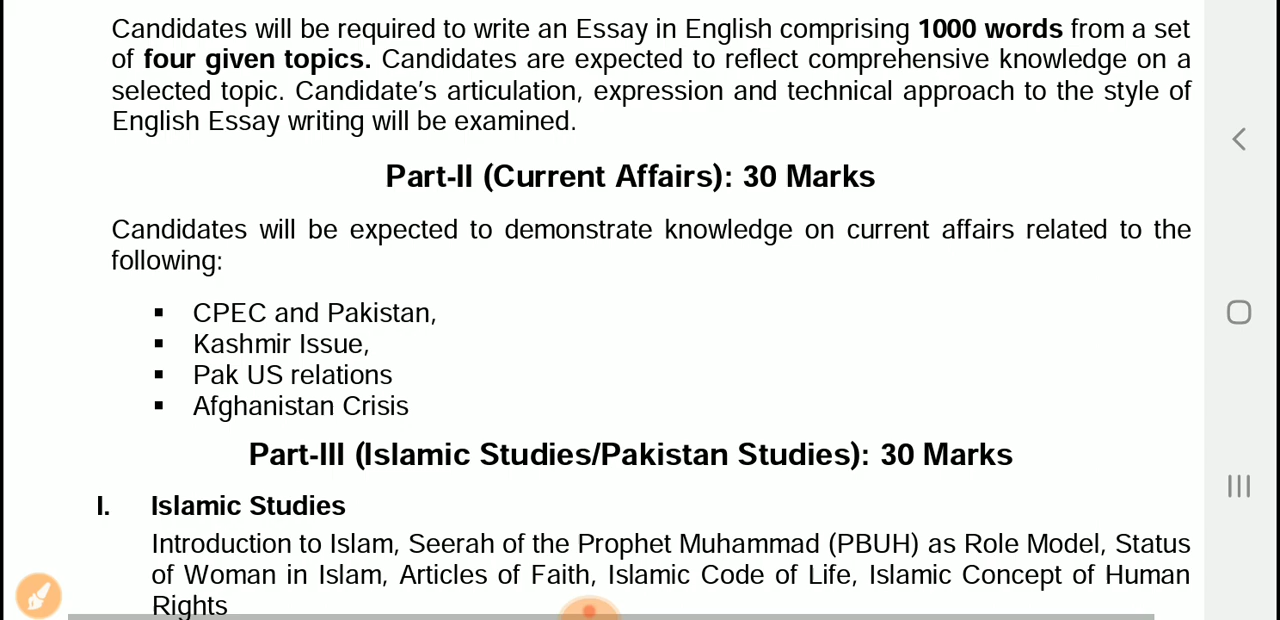 Candidates will be required to write an Essay in English comprising 1000 words from a set
of four given topics. Candidates are expected to reflect comprehensive knowledge on a
selected topic. Candidate's articulation, expression and technical approach to the style of
English Essay writing will be examined.
Part-II (Current Affairs): 30 Marks
Candidates will be expected to demonstrate knowledge on current affairs related to the
following:
▪ CPEC and Pakistan,
▪ Kashmir Issue,
▪ Pak US relations
▪ Afghanistan Crisis
Part-III (Islamic Studies/Pakistan Studies): 30 Marks
I. Islamic Studies
Introduction to Islam, Seerah of the Prophet Muhammad (PBUH) as Role Model, Status
of Woman in Islam, Articles of Faith, Islamic Code of Life, Islamic Concept of Human
Rights